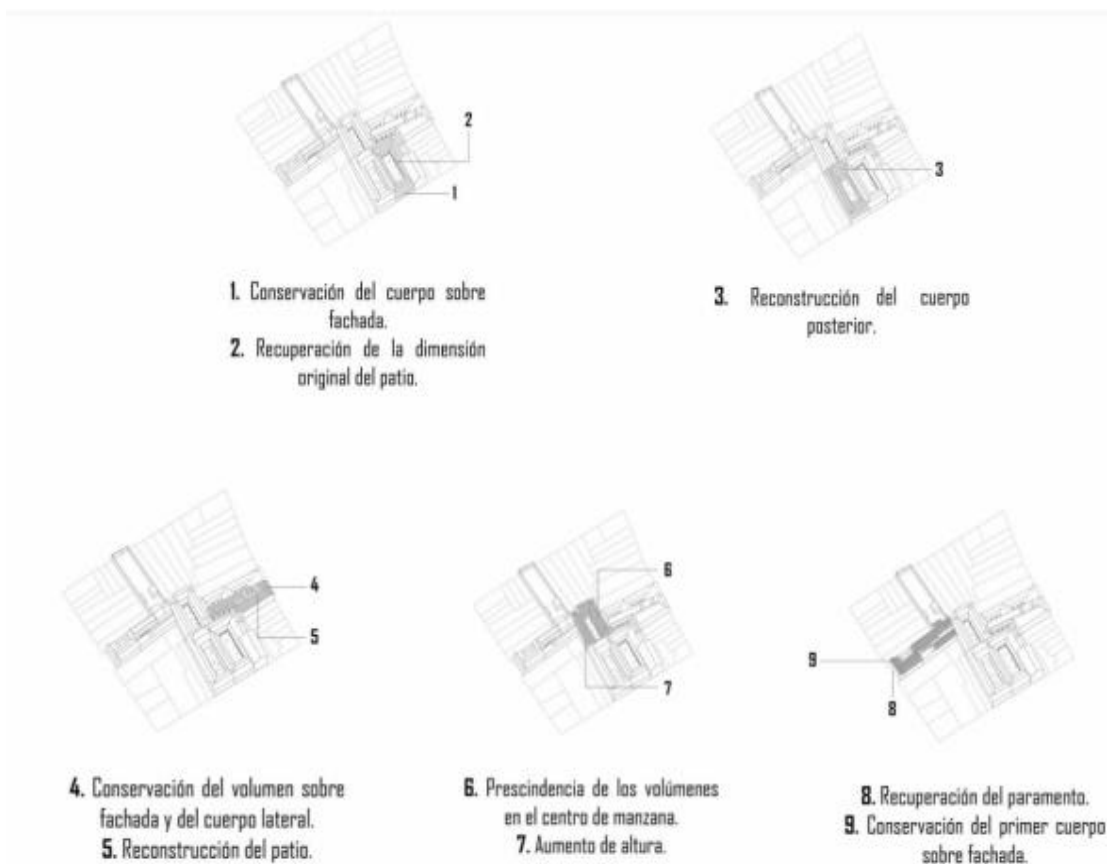 2
1
3
1. Conservación del cuerpo sobre
fachada.
2. Recuperación de la dimensión
original del patio.
3. Reconstrucción del cuerpo
posterior.
4
5
6
7
9
8
4. Conservación del volumen sobre
fachada y del cuerpo lateral.
5. Reconstrucción del patio.
6. Prescindencia de los volúmenes
en el centro de manzana.
7. Aumento de altura.
8. Recuperación del paramento.
9. Conservación del primer cuerpo
sobre fachada.